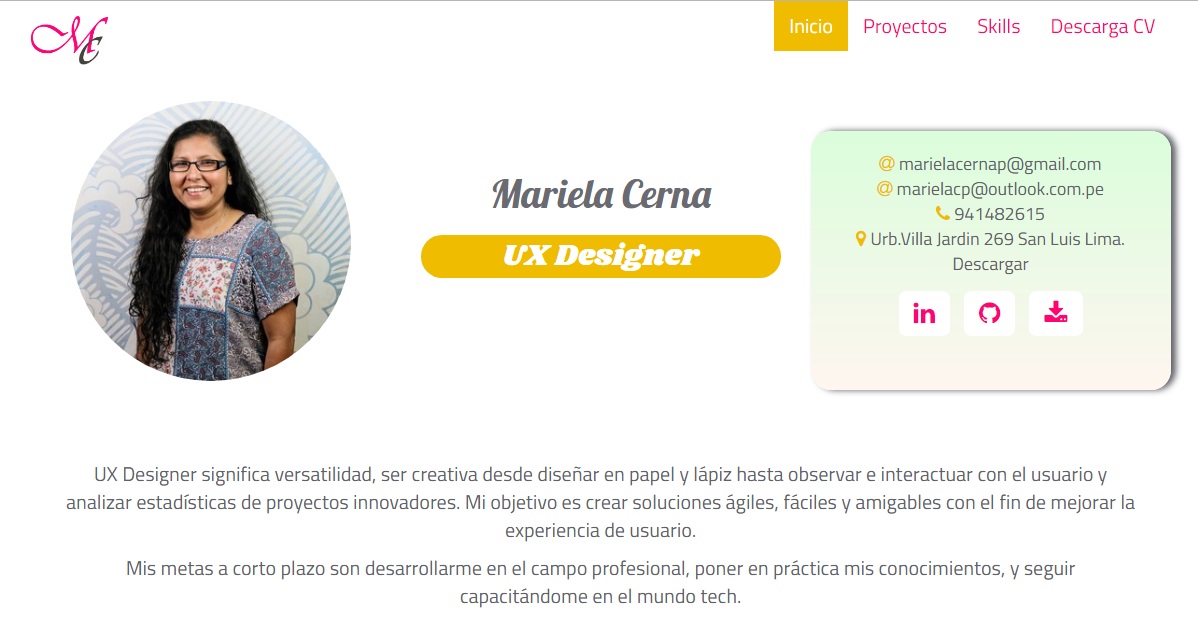 MC
Inicio Proyectos Skills Descarga CV
Mariela Cerna
UX Designer
@ marielacernap@gmail.com
@ marielacp@outlook.com.pe
941482615
Urb.Villa Jardin 269 San Luis Lima.
Descargar
in
UX Designer significa versatilidad, ser creativa desde diseñar en papel y lápiz hasta observar e interactuar con el usuario y
analizar estadísticas de proyectos innovadores. Mi objetivo es crear soluciones ágiles, fáciles y amigables con el fin de mejorar la
experiencia de usuario.
Mis metas a corto plazo son desarrollarme en el campo profesional, poner en práctica mis conocimientos, y seguir
capacitándome en el mundo tech.